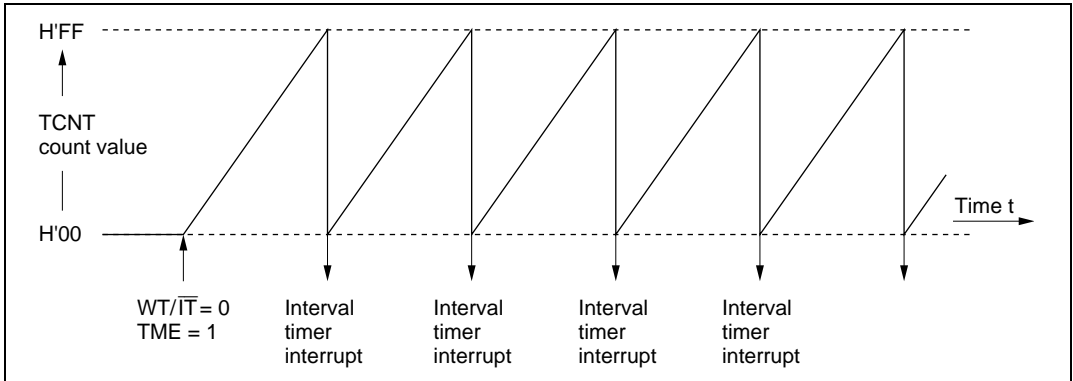 H'FF
TCNT
count value
H'00
Time t
WT/I̅T̅ = 0
TME = 1
Interval
timer
interrupt
Interval
timer
interrupt
Interval
timer
interrupt
Interval
timer
interrupt